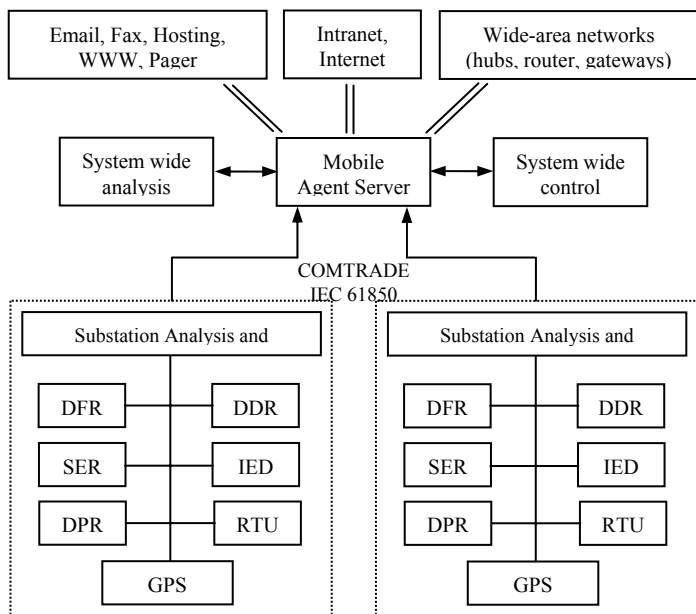 Email, Fax, Hosting,
WWW, Pager
Intranet,
Internet
Wide-area networks
(hubs, router, gateways)
System wide
analysis
Mobile
Agent Server
System wide
control
COMTRADE
IEC 61850
Substation Analysis and
DFR
DDR
SER
IED
DPR
RTU
GPS
Substation Analysis and
DFR
DDR
SER
IED
DPR
RTU
GPS